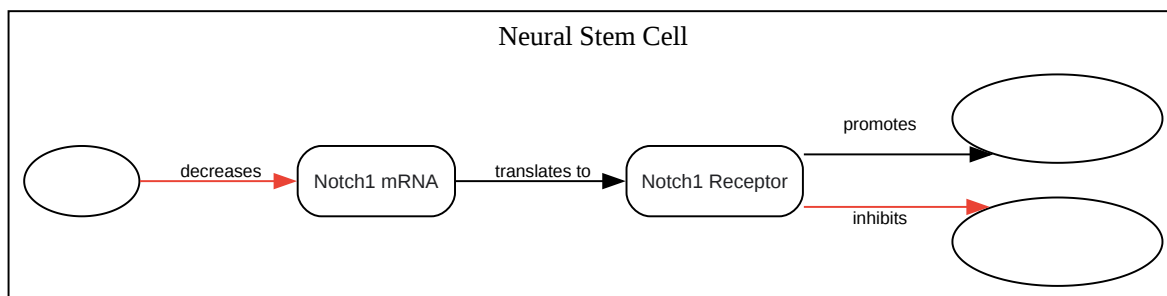 Neural Stem Cell
decreases
Notch1 mRNA
translates to
Notch1 Receptor
promotes
inhibits